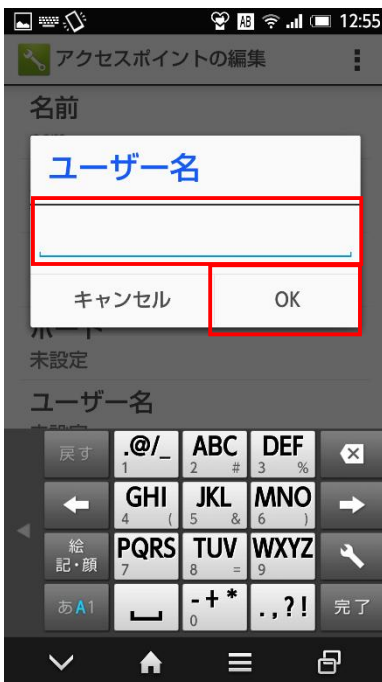 12:55
アクセスポイントの編集
名前
ユーザー名
キャンセル OK
ポート
未設定
ユーザー名
戻す .@/_ 1 ABC 2 # DEF 3 %
GHI 4 ( JKL 5 & MNO 6 )
絵記・顔 PQRS 7 TUV 8 = WXYZ 9
あA1 - + * 0 . , ? ! 完了